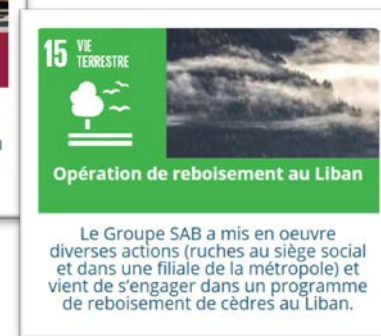 15 VIE
TERRESTRE
Opération de reboisement au Liban
Le Groupe SAB a mis en oeuvre
diverses actions (ruches au siège social
et dans une filiale de la métropole) et
vient de s’engager dans un programme
de reboisement de cèdres au Liban.